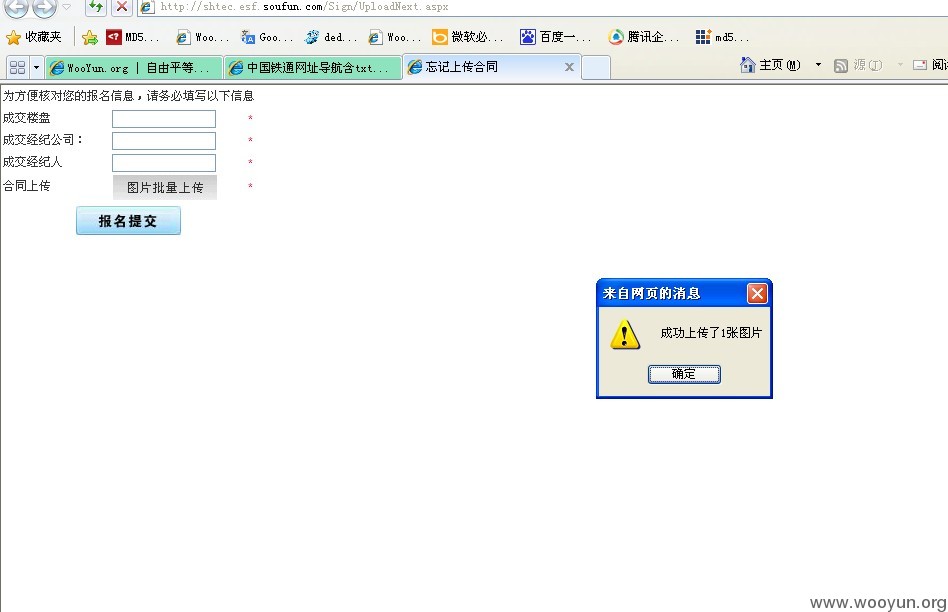 http://shtec.esf.soufun.com/Sign/UploadNext.aspx
收藏夹 MD5... Woo... Goo... ded... Woo... 微软必... 百度一... 腾讯企... md5...
WooYun.org | 自由平等... 中国铁通网址导航含txt... 忘记上传合同 主页(M) 源(J) 阅读
为方便核对您的报名信息，请务必填写以下信息
成交楼盘 *
成交经纪公司： *
成交经纪人 *
合同上传 图片批量上传 *
报名提交
来自网页的消息
成功上传了1张图片
确定
www.wooyun.org